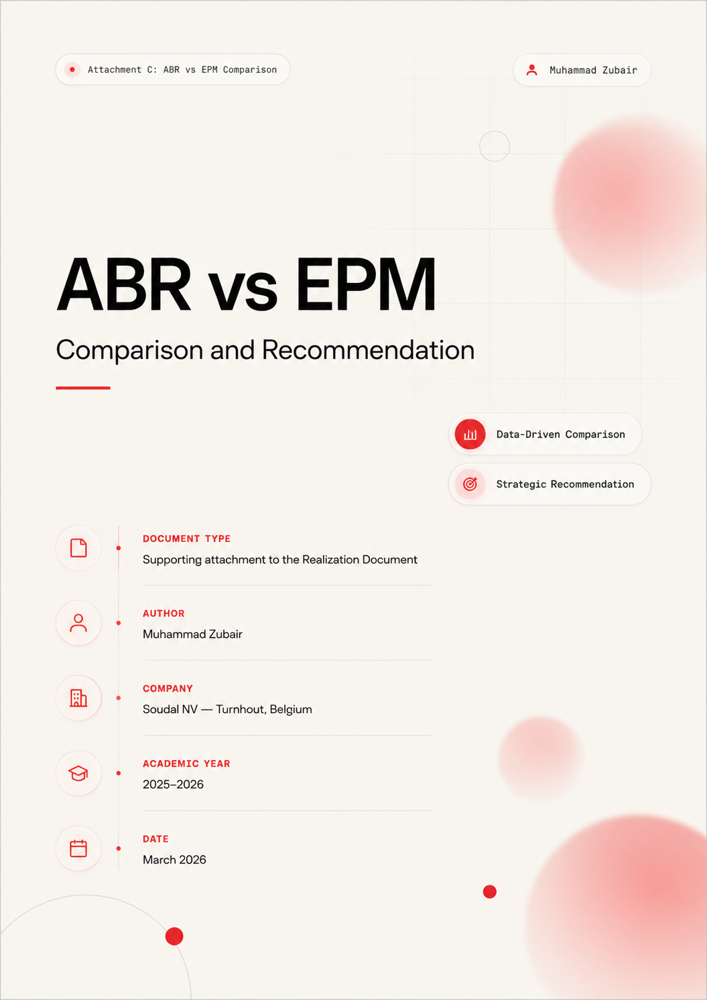 Attachment C: ABR vs EPM Comparison
Muhammad Zubair
ABR vs EPM
Comparison and Recommendation
Data-Driven Comparison
Strategic Recommendation
DOCUMENT TYPE
Supporting attachment to the Realization Document
AUTHOR
Muhammad Zubair
COMPANY
Soudal NV — Turnhout, Belgium
ACADEMIC YEAR
2025–2026
DATE
March 2026